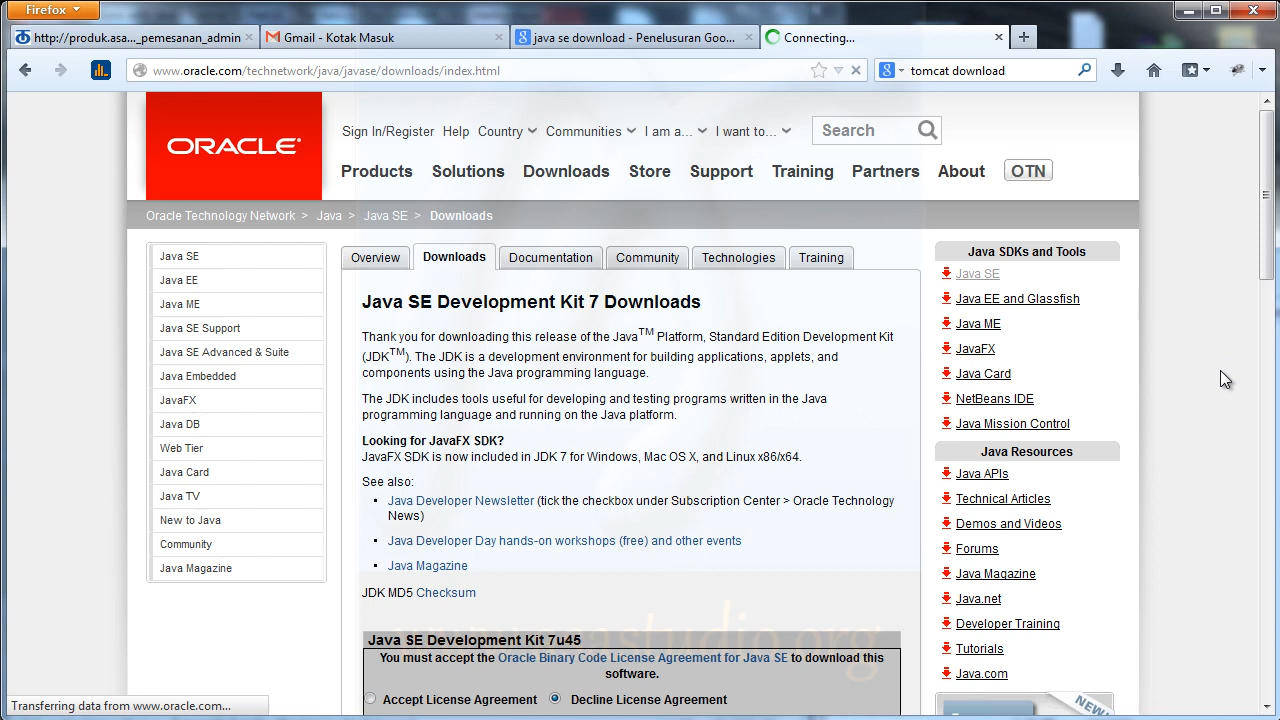 Firefox
http://produk.asa..._pemesanan_admin
Gmail - Kotak Masuk
java se download - Penelusuran Goo...
Connecting...
www.oracle.com/technetwork/java/javase/downloads/index.html
tomcat download
ORACLE
Sign In/Register Help Country Communities I am a... I want to... Search
Products Solutions Downloads Store Support Training Partners About OTN
Oracle Technology Network > Java > Java SE > Downloads
Java SE
Java EE
Java ME
Java SE Support
Java SE Advanced & Suite
Java Embedded
JavaFX
Java DB
Web Tier
Java Card
Java TV
New to Java
Community
Java Magazine
Overview Downloads Documentation Community Technologies Training
Java SE Development Kit 7 Downloads
Thank you for downloading this release of the Java™ Platform, Standard Edition Development Kit
(JDK™). The JDK is a development environment for building applications, applets, and
components using the Java programming language.
The JDK includes tools useful for developing and testing programs written in the Java
programming language and running on the Java platform.
Looking for JavaFX SDK?
JavaFX SDK is now included in JDK 7 for Windows, Mac OS X, and Linux x86/x64.
See also:
Java Developer Newsletter (tick the checkbox under Subscription Center > Oracle Technology
News)
Java Developer Day hands-on workshops (free) and other events
Java Magazine
JDK MD5 Checksum
Java SE Development Kit 7u45
You must accept the Oracle Binary Code License Agreement for Java SE to download this
software.
Accept License Agreement Decline License Agreement
Java SDKs and Tools
Java SE
Java EE and Glassfish
Java ME
JavaFX
Java Card
NetBeans IDE
Java Mission Control
Java Resources
Java APIs
Technical Articles
Demos and Videos
Forums
Java Magazine
Java.net
Developer Training
Tutorials
Java.com
NEW!
Transferring data from www.oracle.com...